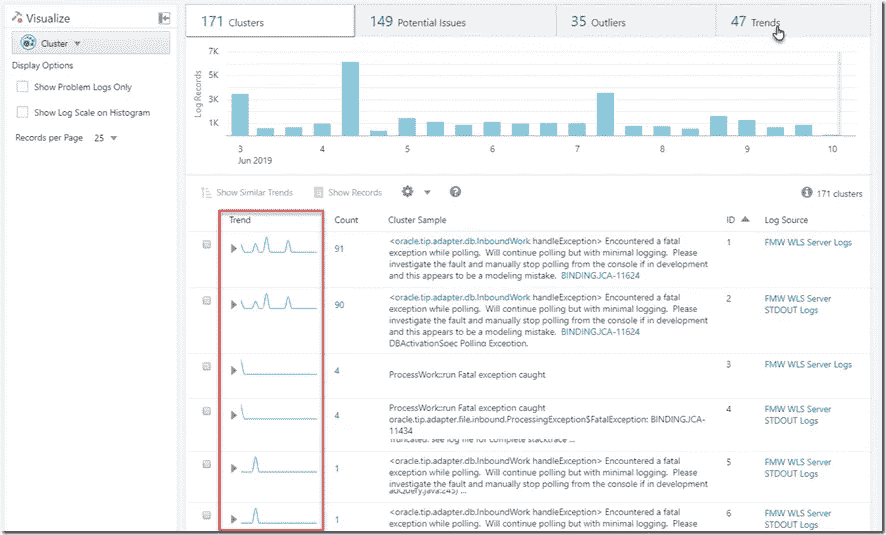 Visualize
Cluster
Display Options
Show Problem Logs Only
Show Log Scale on Histogram
Records per Page 25
171 Clusters
149 Potential Issues
35 Outliers
47 Trends
Log Records
7K
5K
3K
1K
3 4 5 6 7 8 9 10
Jun 2019
Show Similar Trends
Show Records
171 clusters
Trend Count Cluster Sample ID Log Source
91 <oracle.tip.adapter.db.InboundWork handleException> Encountered a fatal 1 FMW WLS Server Logs
exception while polling. Will continue polling but with minimal logging. Please
investigate the fault and manually stop polling from the console if in development
and this appears to be a modeling mistake. BINDINGJCA-11624
90 <oracle.tip.adapter.db.InboundWork handleException> Encountered a fatal 2 FMW WLS Server
exception while polling. Will continue polling but with minimal logging. Please STDOUT Logs
investigate the fault and manually stop polling from the console if in development
and this appears to be a modeling mistake. BINDINGJCA-11624
DBActivationSpec Polling Exception.
4 ProcessWork::run Fatal exception caught 3 FMW WLS Server Logs
4 ProcessWork::run Fatal exception caught 4 FMW WLS Server
oracle.tip.adapter.file.inbound.ProcessingException$FatalException: BINDINGJCA- STDOUT Logs
11434
Truncated. see log file for complete stacktrace ...
1 <oracle.tip.adapter.db.InboundWork handleException> Encountered a fatal 5 FMW WLS Server
exception while polling. Will continue polling but with minimal logging. Please STDOUT Logs
investigate the fault and manually stop polling from the console if in development
1 <oracle.tip.adapter.db.InboundWork handleException> Encountered a fatal 6 FMW WLS Server
exception while polling. Will continue polling but with minimal logging. Please STDOUT Logs